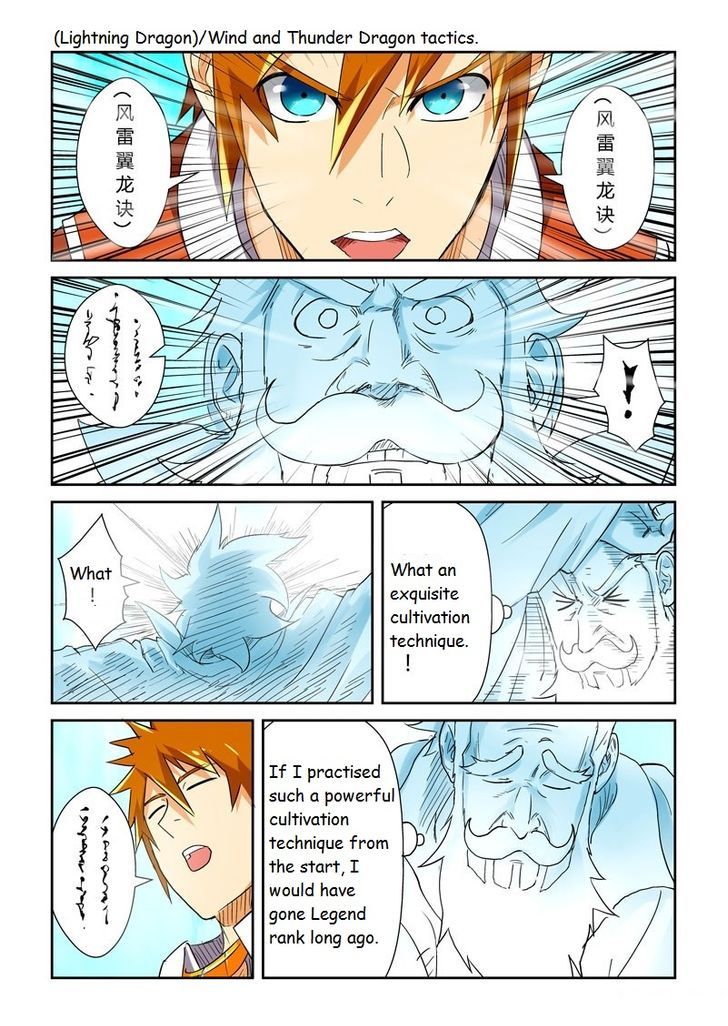 (Lightning Dragon)/Wind and Thunder Dragon tactics.
(风雷翼龙诀)
(风雷翼龙诀)
!
What
!
What an
exquisite
cultivation
technique.
!
If I practised
such a powerful
cultivation
technique from
the start, I
would have
gone Legend
rank long ago.